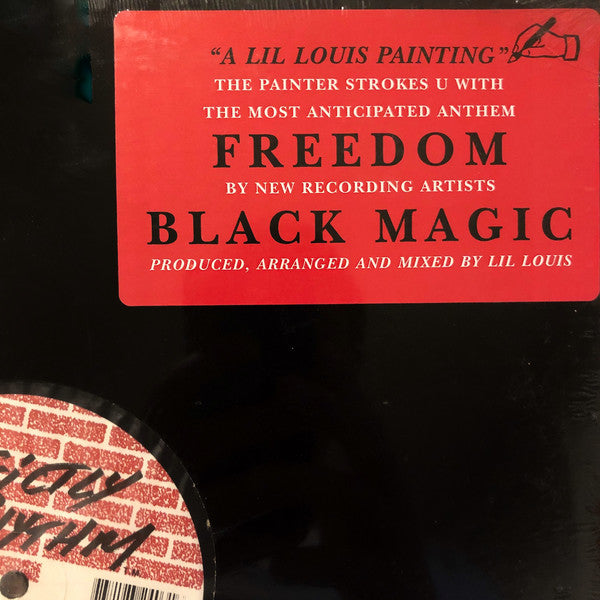 "A LIL LOUIS PAINTING"
THE PAINTER STROKES U WITH
THE MOST ANTICIPATED ANTHEM
FREEDOM
BY NEW RECORDING ARTISTS
BLACK MAGIC
PRODUCED, ARRANGED AND MIXED BY LIL LOUIS